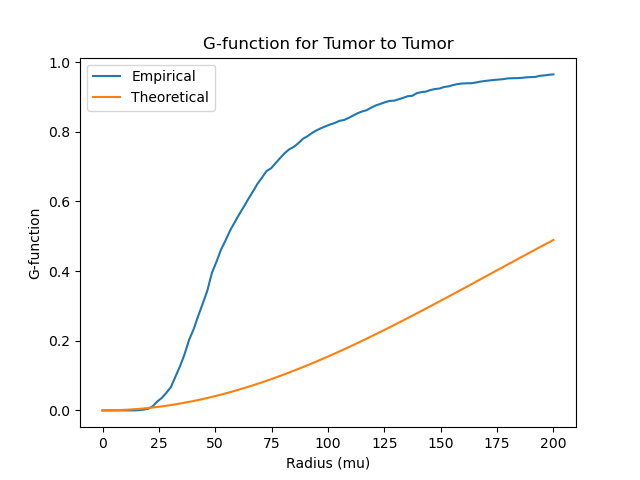 G-function for Tumor to Tumor
Empirical
Theoretical
1.0
0.8
0.6
0.4
0.2
0.0
G-function
0 25 50 75 100 125 150 175 200
Radius (mu)